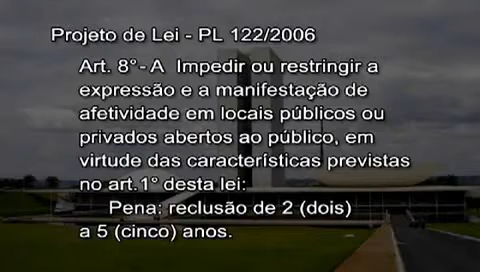 Projeto de Lei - PL 122/2006
Art. 8°- A Impedir ou restringir a
expressão e a manifestação de
afetividade em locais públicos ou
privados abertos ao público, em
virtude das características previstas
no art.1° desta lei:
Pena: reclusão de 2 (dois)
a 5 (cinco) anos.